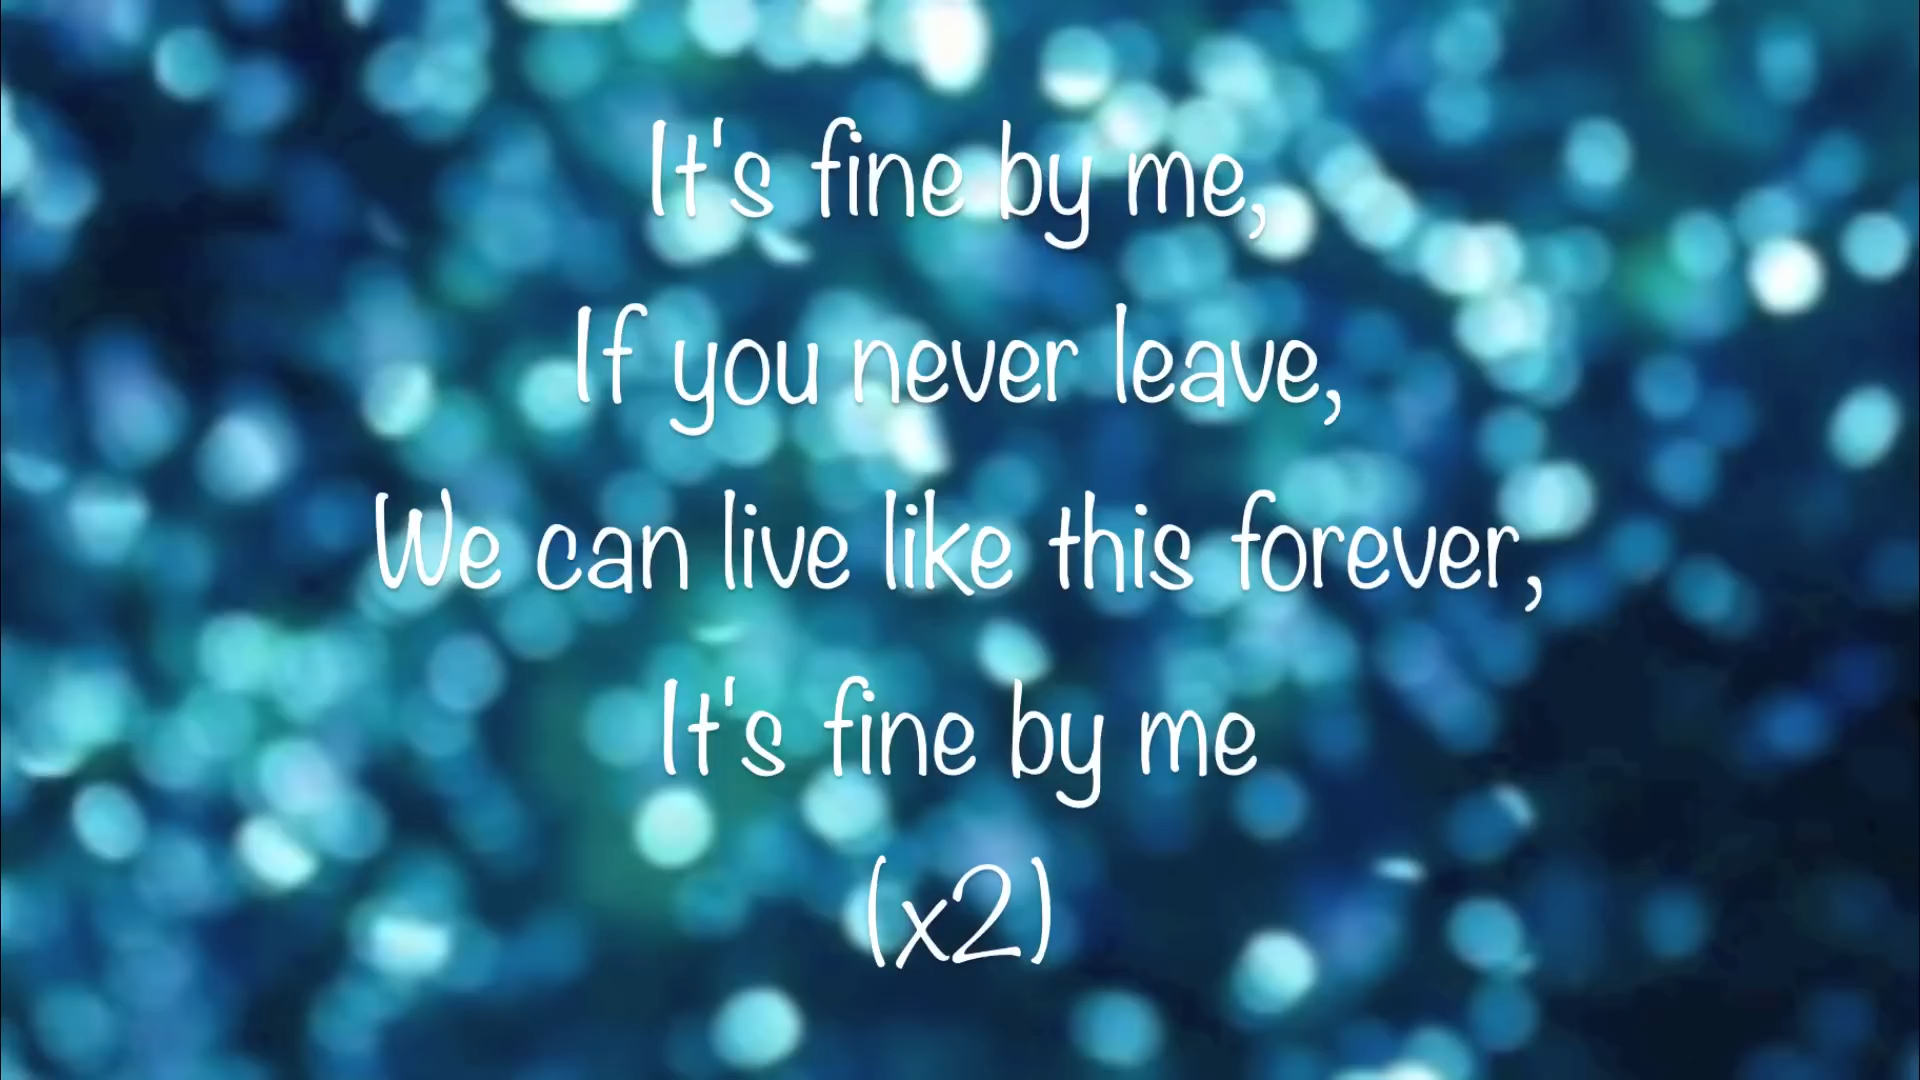 It's fine by me,
If you never leave,
We can live like this forever,
It's fine by me
(x2)